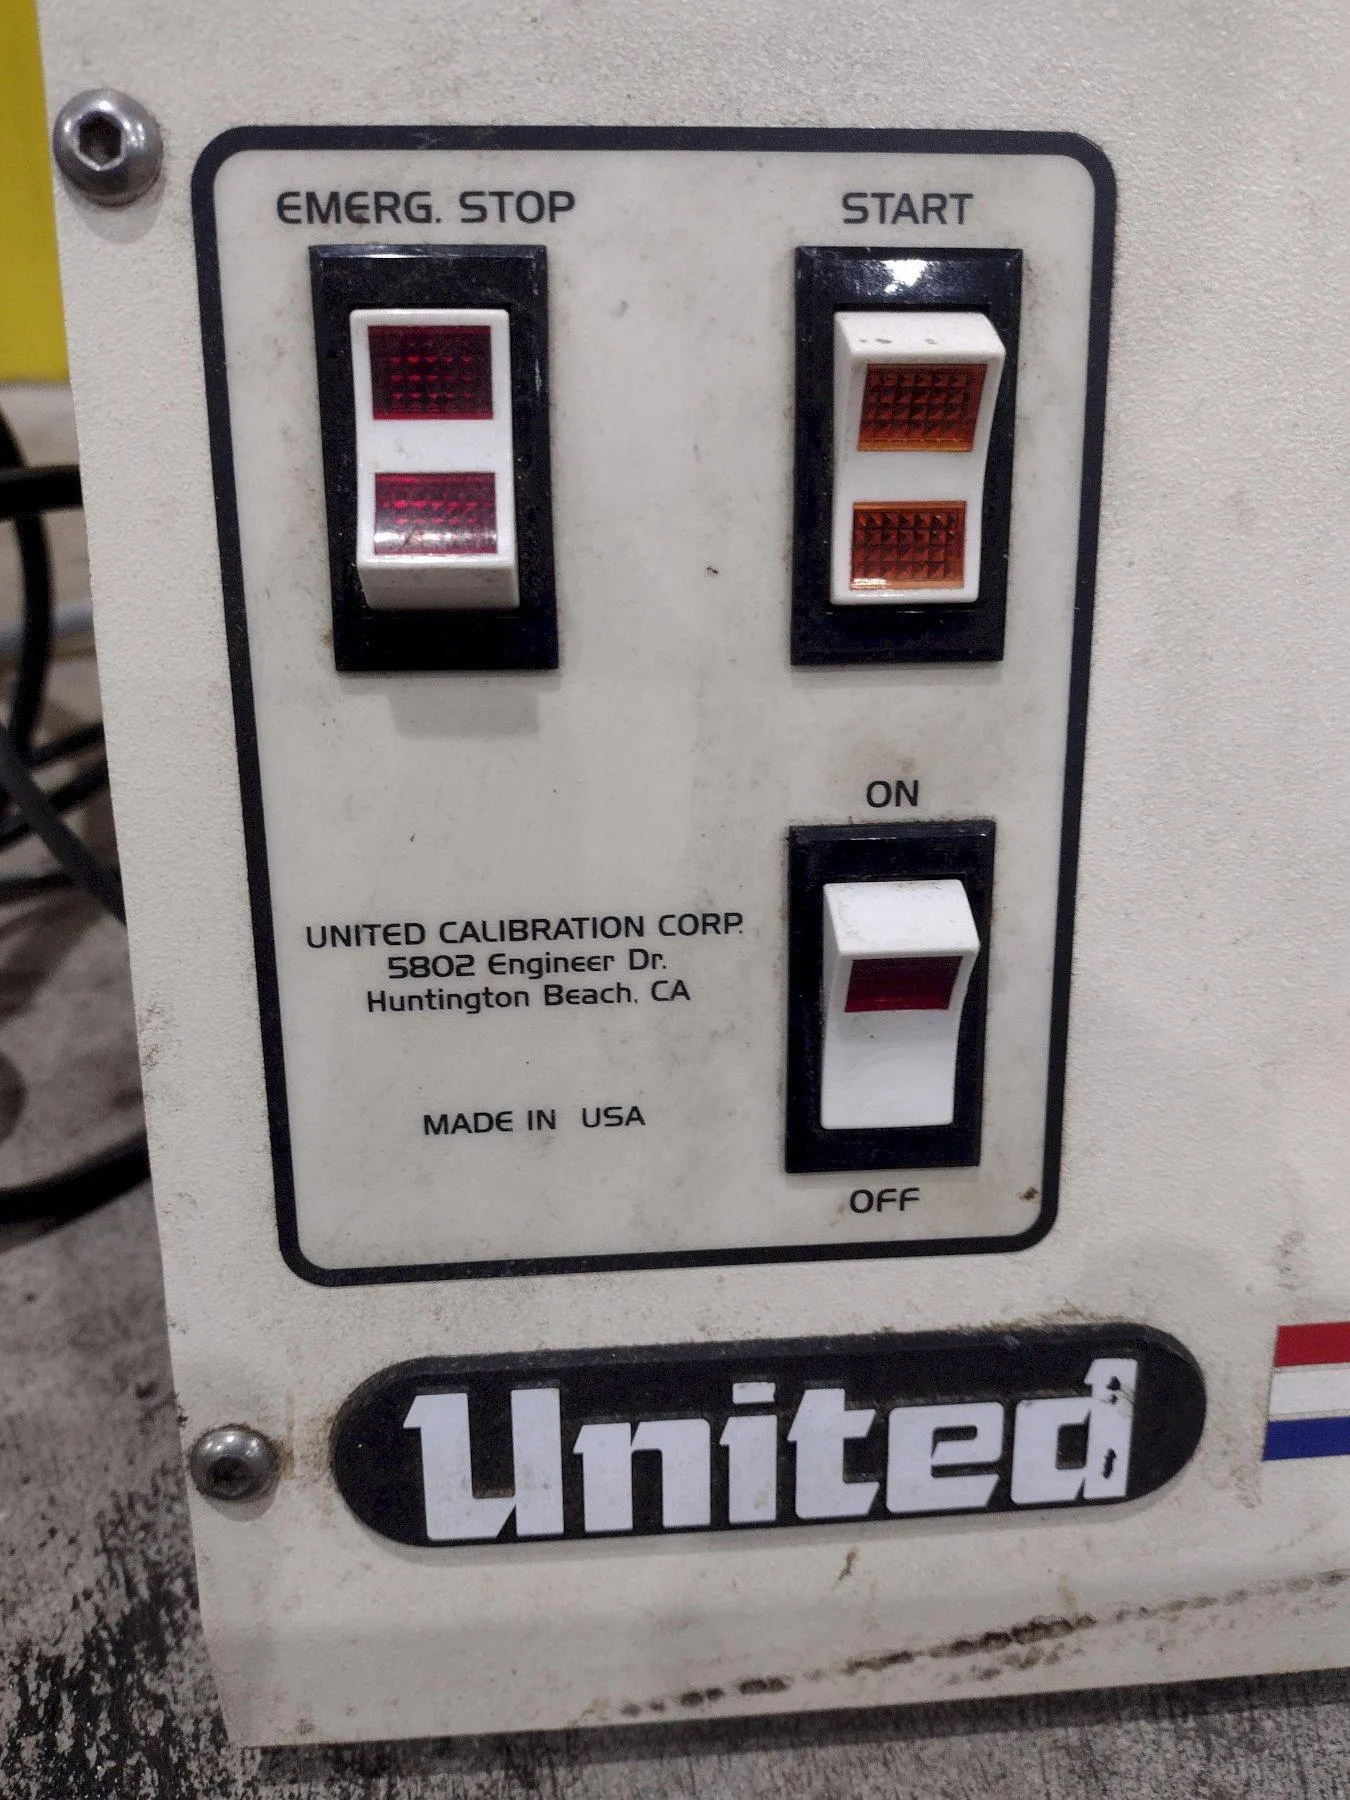 EMERG. STOP
START
ON
UNITED CALIBRATION CORP.
5802 Engineer Dr.
Huntington Beach. CA
MADE IN USA
OFF
United